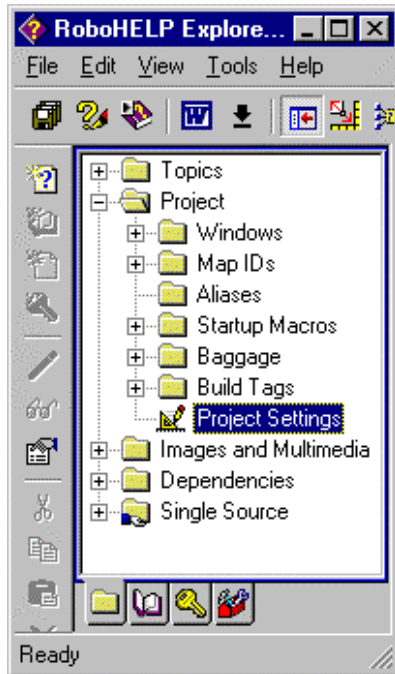 RoboHELP Explore...
File Edit View Tools Help
Topics
Project
Windows
Map IDs
Aliases
Startup Macros
Baggage
Build Tags
Project Settings
Images and Multimedia
Dependencies
Single Source
Ready